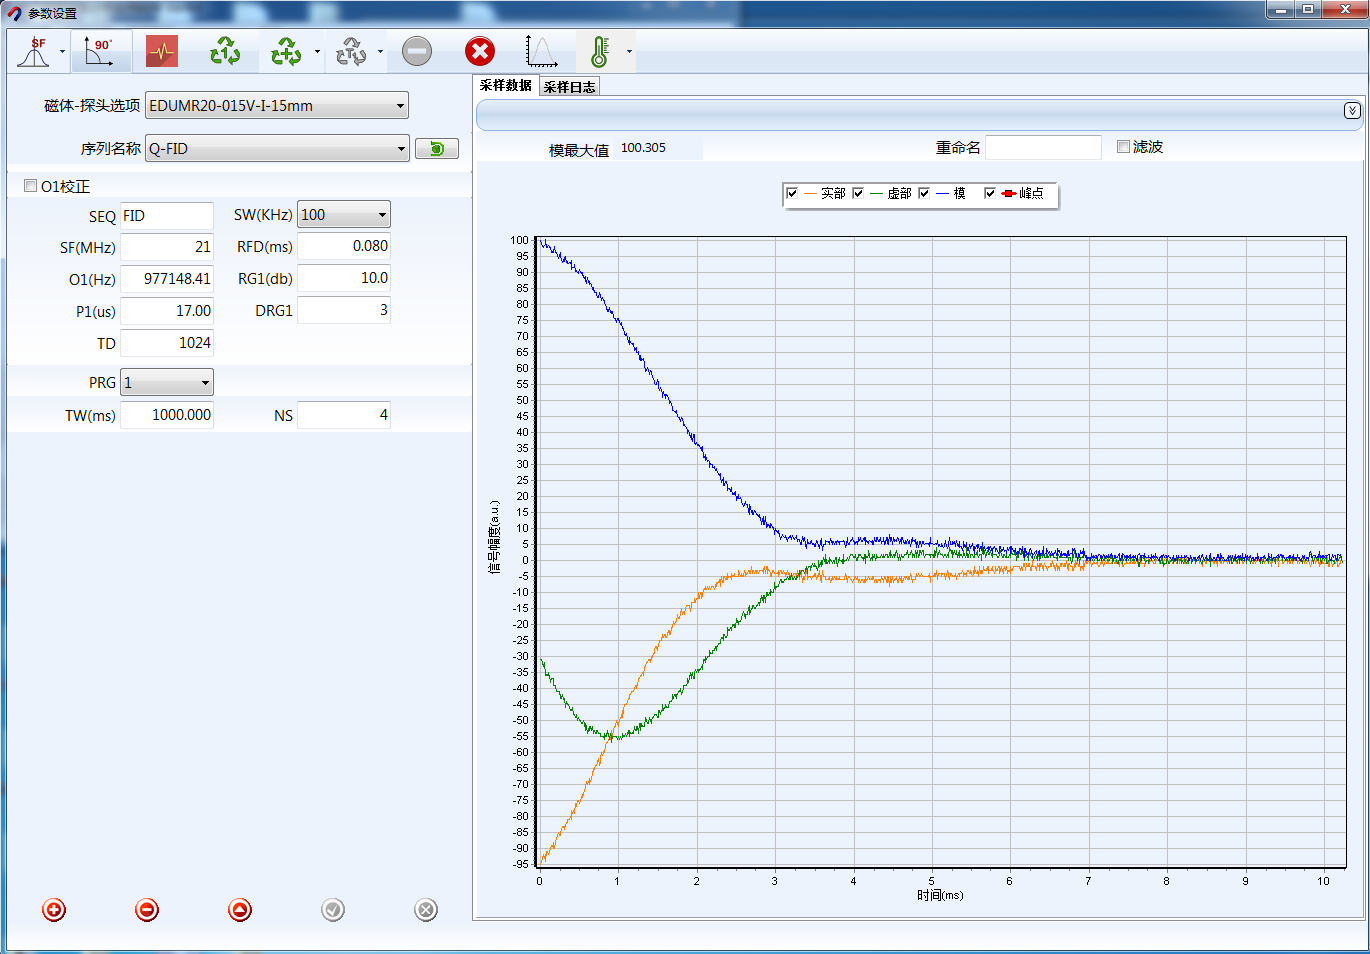 参数设置
SF
90°
1
+
T
采样数据 采样日志
磁体-探头选项 EDUMR20-015V-I-15mm
序列名称 Q-FID
模最大值 100.305 重命名 滤波
O1校正
实部 虚部 模 峰点
SEQ FID SW(KHz) 100
SF(MHz) 21 RFD(ms) 0.080
O1(Hz) 977148.41 RG1(db) 10.0
P1(us) 17.00 DRG1 3
TD 1024
PRG 1
TW(ms) 1000.000 NS 4
信号幅度(a.u.)
100
95
90
85
80
75
70
65
60
55
50
45
40
35
30
25
20
15
10
5
0
-5
-10
-15
-20
-25
-30
-35
-40
-45
-50
-55
-60
-65
-70
-75
-80
-85
-90
-95
0 1 2 3 4 5 6 7 8 9 10
时间(ms)